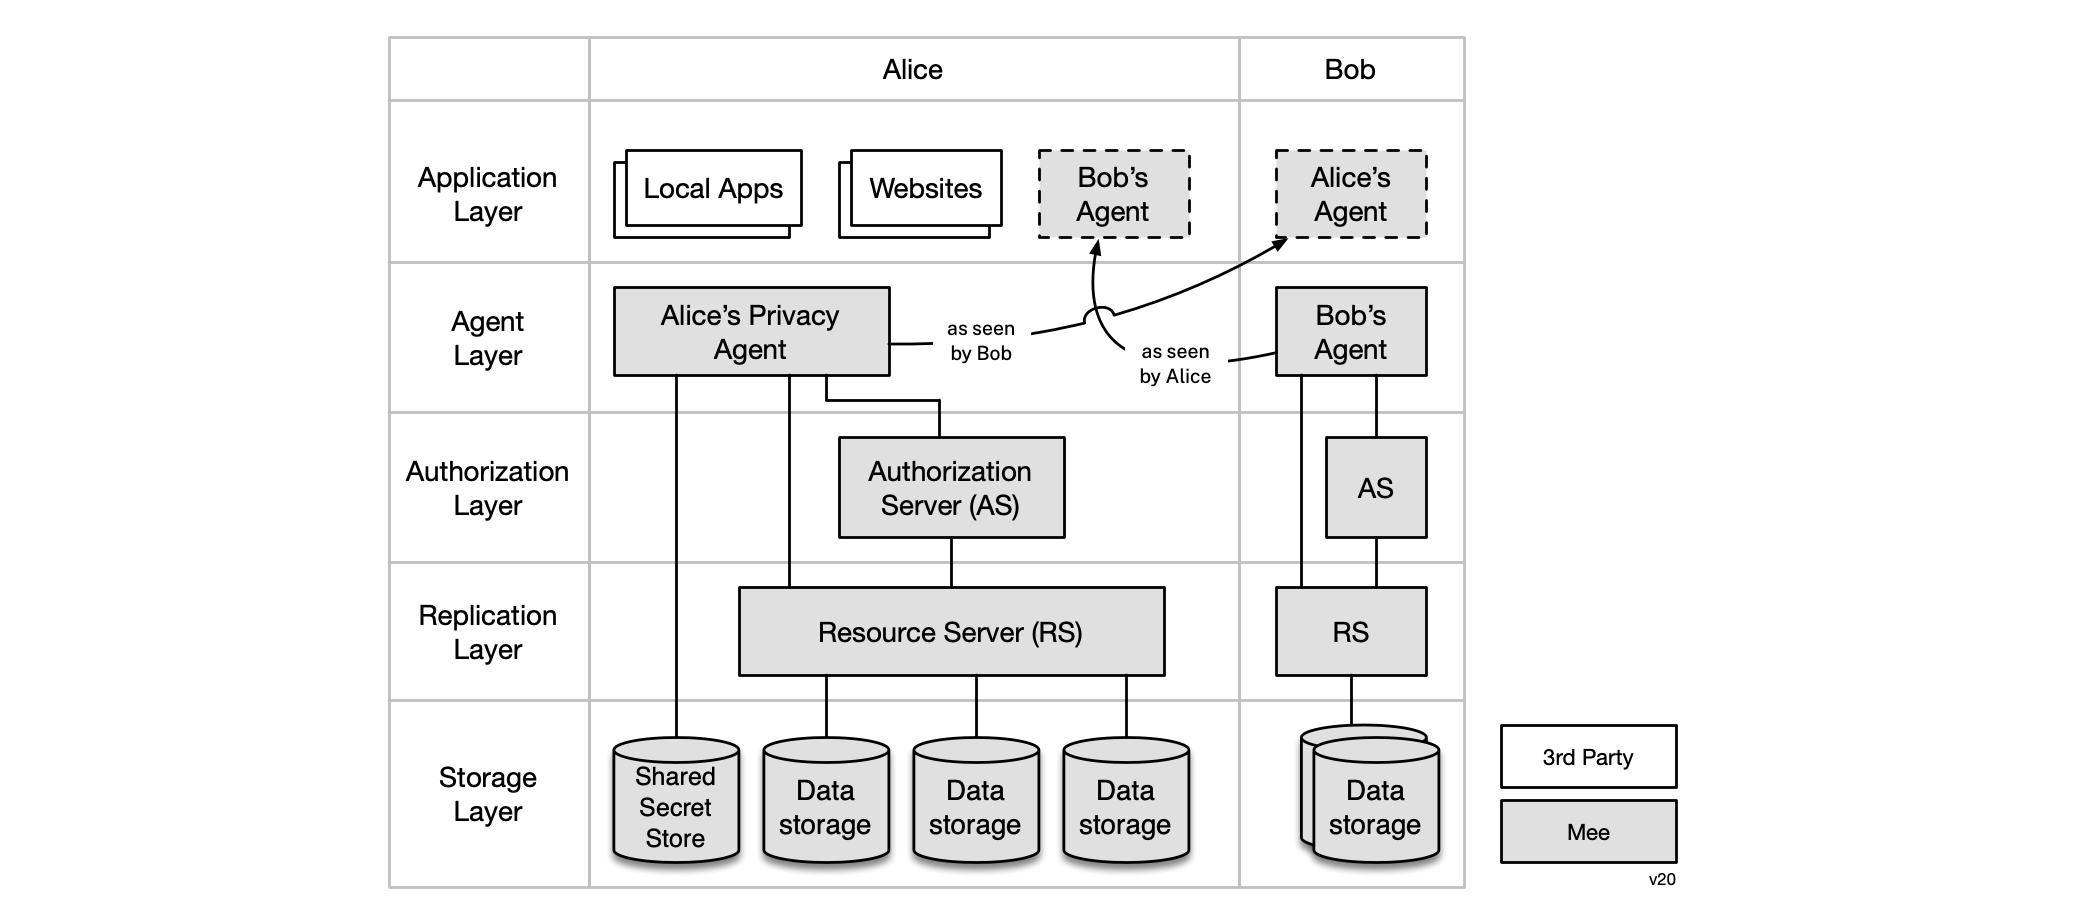 Alice
Bob
Application
Layer
Local Apps
Websites
Bob’s
Agent
Alice’s
Agent
Agent
Layer
Alice’s Privacy
Agent
as seen
by Bob
as seen
by Alice
Bob’s
Agent
Authorization
Layer
Authorization
Server (AS)
AS
Replication
Layer
Resource Server (RS)
RS
Storage
Layer
Shared
Secret
Store
Data
storage
Data
storage
Data
storage
Data
storage
3rd Party
Mee
v20